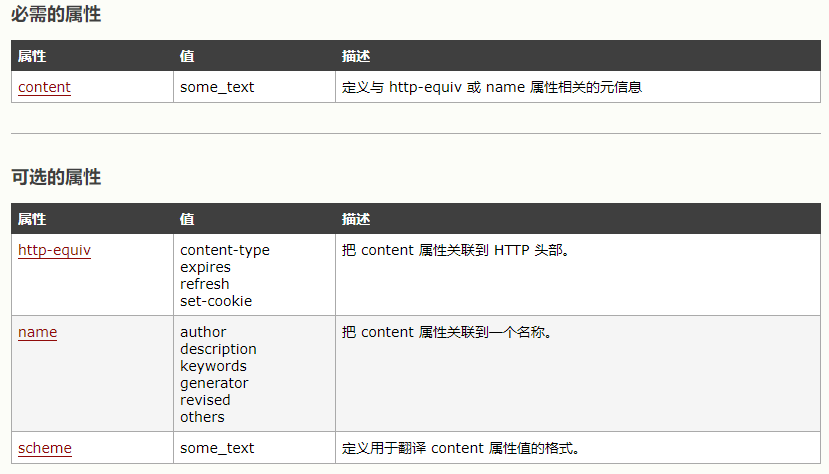 必需的属性
属性 值 描述
content some_text 定义与 http-equiv 或 name 属性相关的元信息
可选的属性
属性 值 描述
http-equiv content-type 把 content 属性关联到 HTTP 头部。
expires
refresh
set-cookie
name author 把 content 属性关联到一个名称。
description
keywords
generator
revised
others
scheme some_text 定义用于翻译 content 属性值的格式。